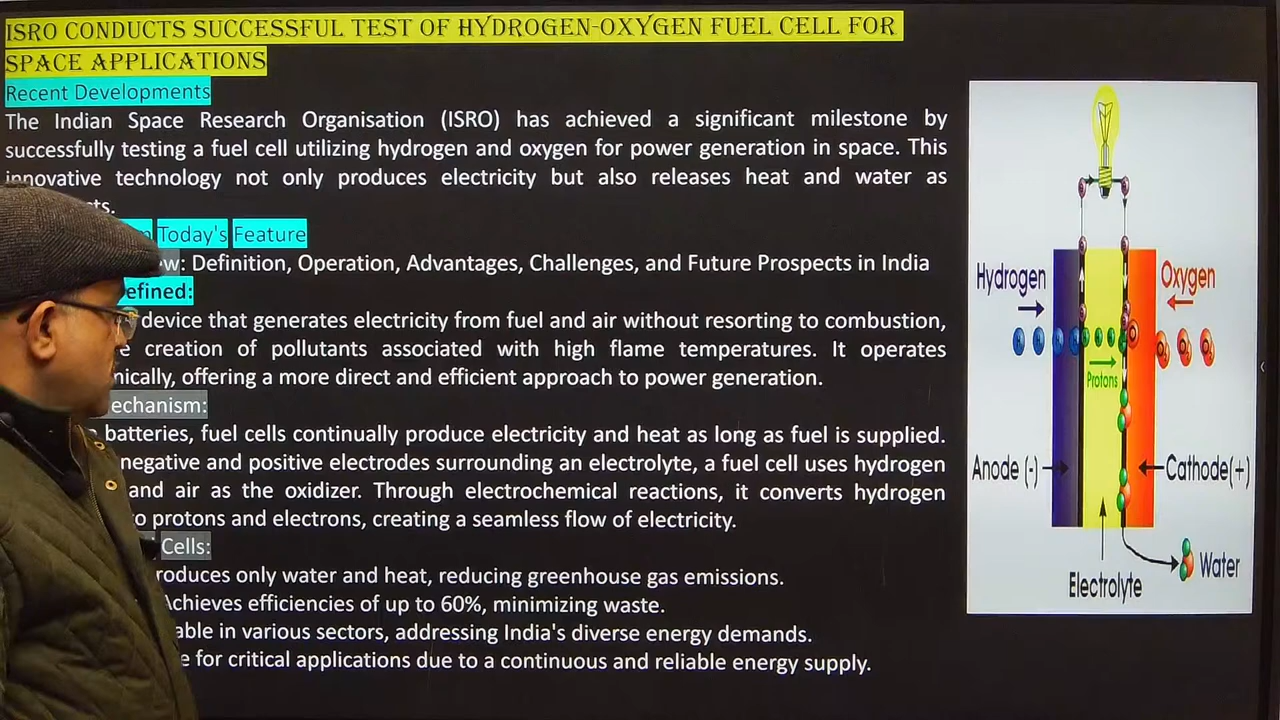 ISRO CONDUCTS SUCCESSFUL TEST OF HYDROGEN-OXYGEN FUEL CELL FOR
SPACE APPLICATIONS
Recent Developments
The Indian Space Research Organisation (ISRO) has achieved a significant milestone by
successfully testing a fuel cell utilizing hydrogen and oxygen for power generation in space. This
innovative technology not only produces electricity but also releases heat and water as
Today's Feature
Definition, Operation, Advantages, Challenges, and Future Prospects in India
device that generates electricity from fuel and air without resorting to combustion,
creation of pollutants associated with high flame temperatures. It operates
offering a more direct and efficient approach to power generation.
batteries, fuel cells continually produce electricity and heat as long as fuel is supplied.
negative and positive electrodes surrounding an electrolyte, a fuel cell uses hydrogen
and air as the oxidizer. Through electrochemical reactions, it converts hydrogen
protons and electrons, creating a seamless flow of electricity.
Cells:
only water and heat, reducing greenhouse gas emissions.
Achieves efficiencies of up to 60%, minimizing waste.
in various sectors, addressing India's diverse energy demands.
for critical applications due to a continuous and reliable energy supply.
Hydrogen
Oxygen
Protons
Anode (-)
Cathode(+)
Electrolyte
Water